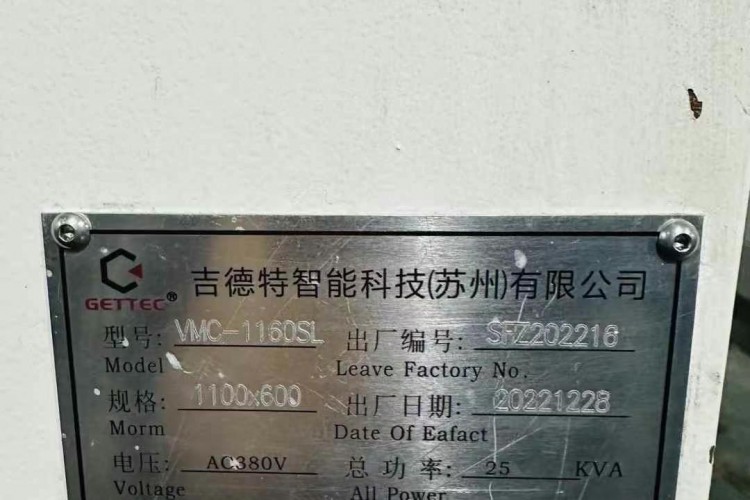 GETTEC®
吉德特智能科技(苏州)有限公司
型号: VMC-1160SL 出厂编号: SFZ202216
Model Leave Factory No.
规格: 1100x600 出厂日期: 20221228
Morm Date Of Eafact
电压: AC380V 总功率: 25 KVA
Voltage All Power